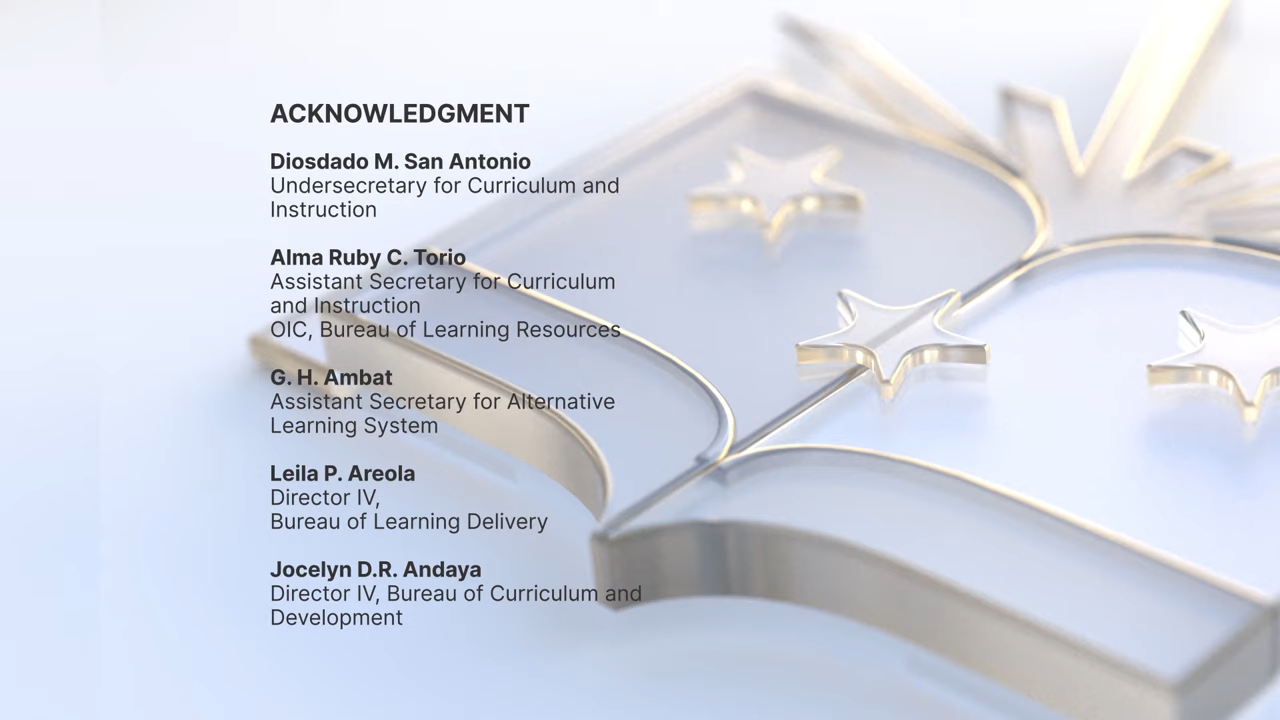 ACKNOWLEDGMENT
Diosdado M. San Antonio
Undersecretary for Curriculum and
Instruction
Alma Ruby C. Torio
Assistant Secretary for Curriculum
and Instruction
OIC, Bureau of Learning Resources
G. H. Ambat
Assistant Secretary for Alternative
Learning System
Leila P. Areola
Director IV,
Bureau of Learning Delivery
Jocelyn D.R. Andaya
Director IV, Bureau of Curriculum and
Development